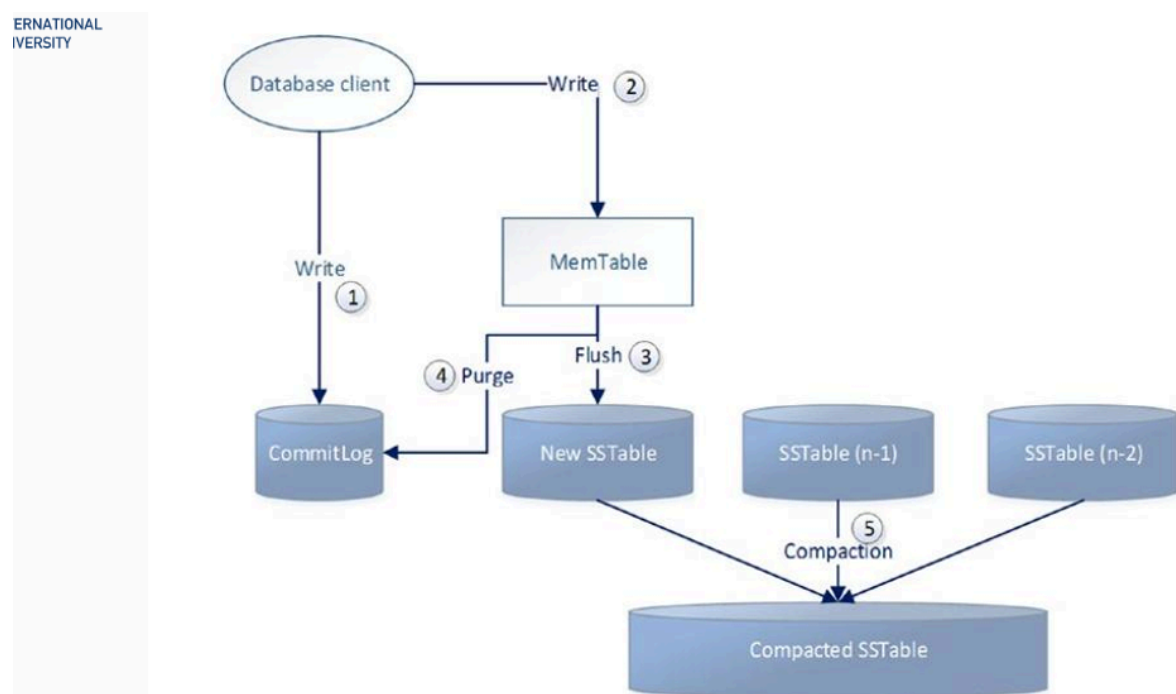 ERNATIONAL
IVERSITY
Database client
Write 2
Write
1
MemTable
Flush 3
4 Purge
CommitLog
New SSTable
SSTable (n-1)
SSTable (n-2)
5
Compaction
Compacted SSTable